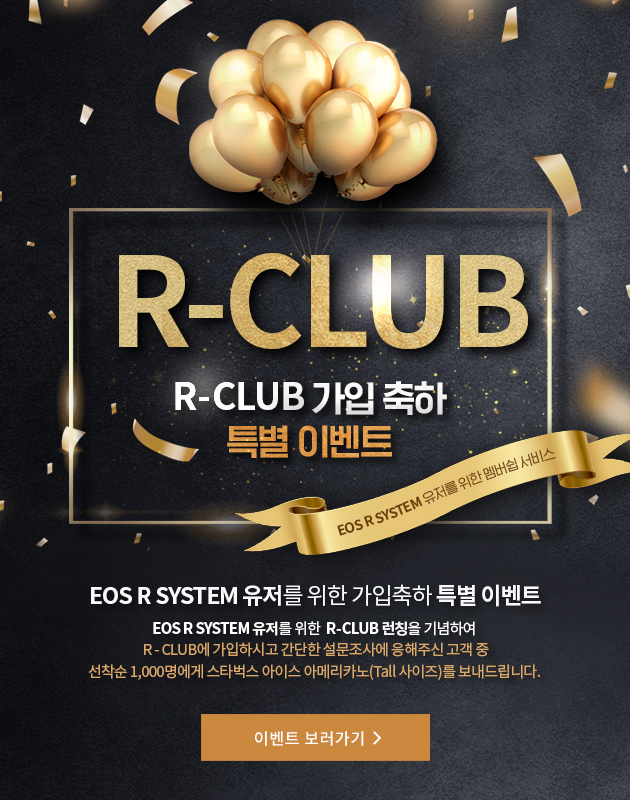 R-CLUB
R-CLUB 가입 축하
특별 이벤트
EOS R SYSTEM 유저를 위한 멤버쉽 서비스
EOS R SYSTEM 유저를 위한 가입축하 특별 이벤트
EOS R SYSTEM 유저를 위한 R-CLUB 런칭을 기념하여
R - CLUB에 가입하시고 간단한 설문조사에 응해주신 고객 중
선착순 1,000명에게 스타벅스 아이스 아메리카노(Tall 사이즈)를 보내드립니다.
이벤트 보러가기 >